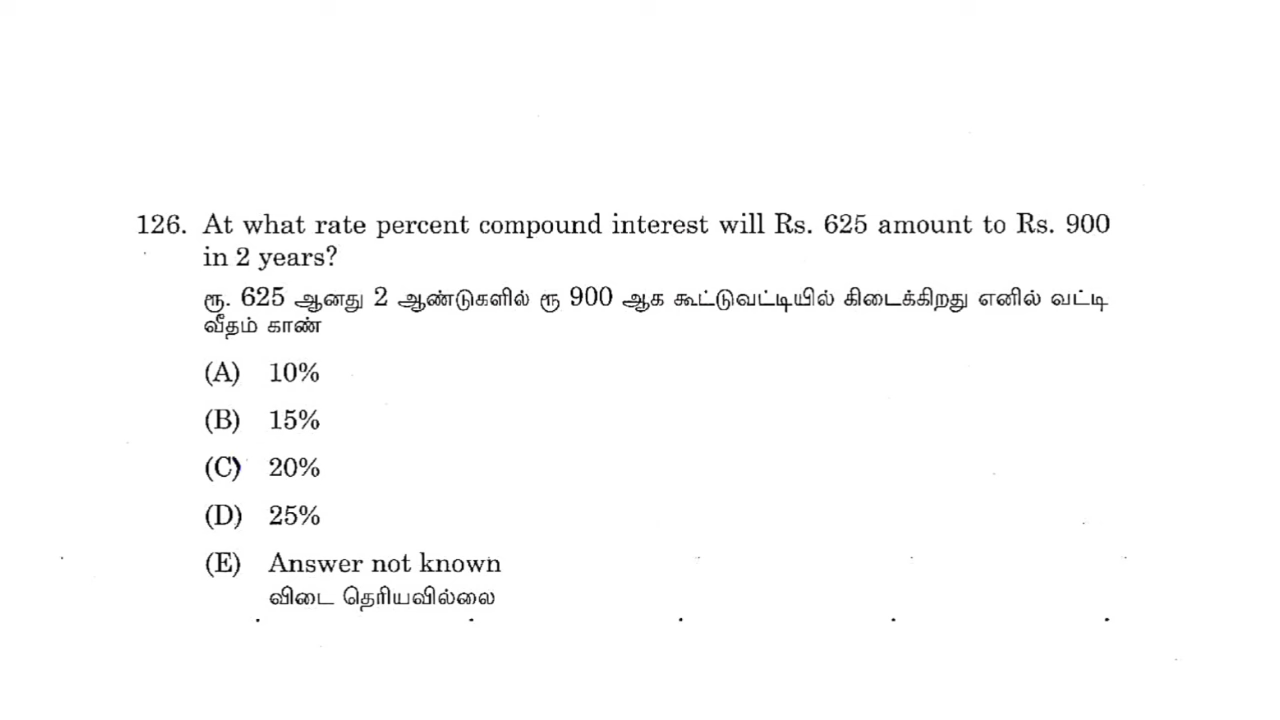 126. At what rate percent compound interest will Rs. 625 amount to Rs. 900
in 2 years?
ரூ. 625 ஆனது 2 ஆண்டுகளில் ரூ 900 ஆக கூட்டுவட்டியில் கிடைக்கிறது எனில் வட்டி
வீதம் காண்
(A) 10%
(B) 15%
(C) 20%
(D) 25%
(E) Answer not known
விடை தெரியவில்லை